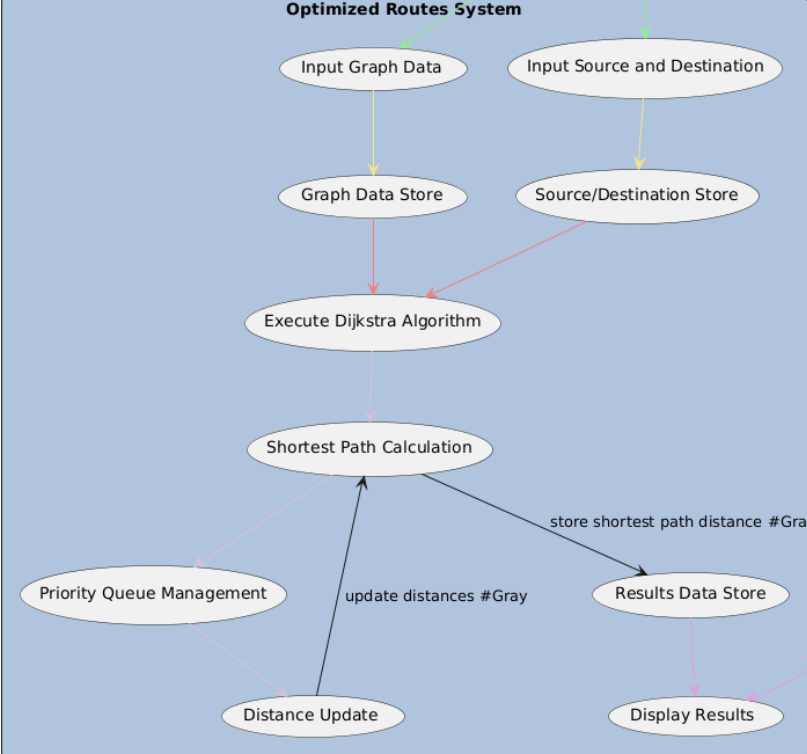 Optimized Routes System
Input Graph Data
Input Source and Destination
Graph Data Store
Source/Destination Store
Execute Dijkstra Algorithm
Shortest Path Calculation
store shortest path distance #Gra
Priority Queue Management
update distances #Gray
Results Data Store
Distance Update
Display Results